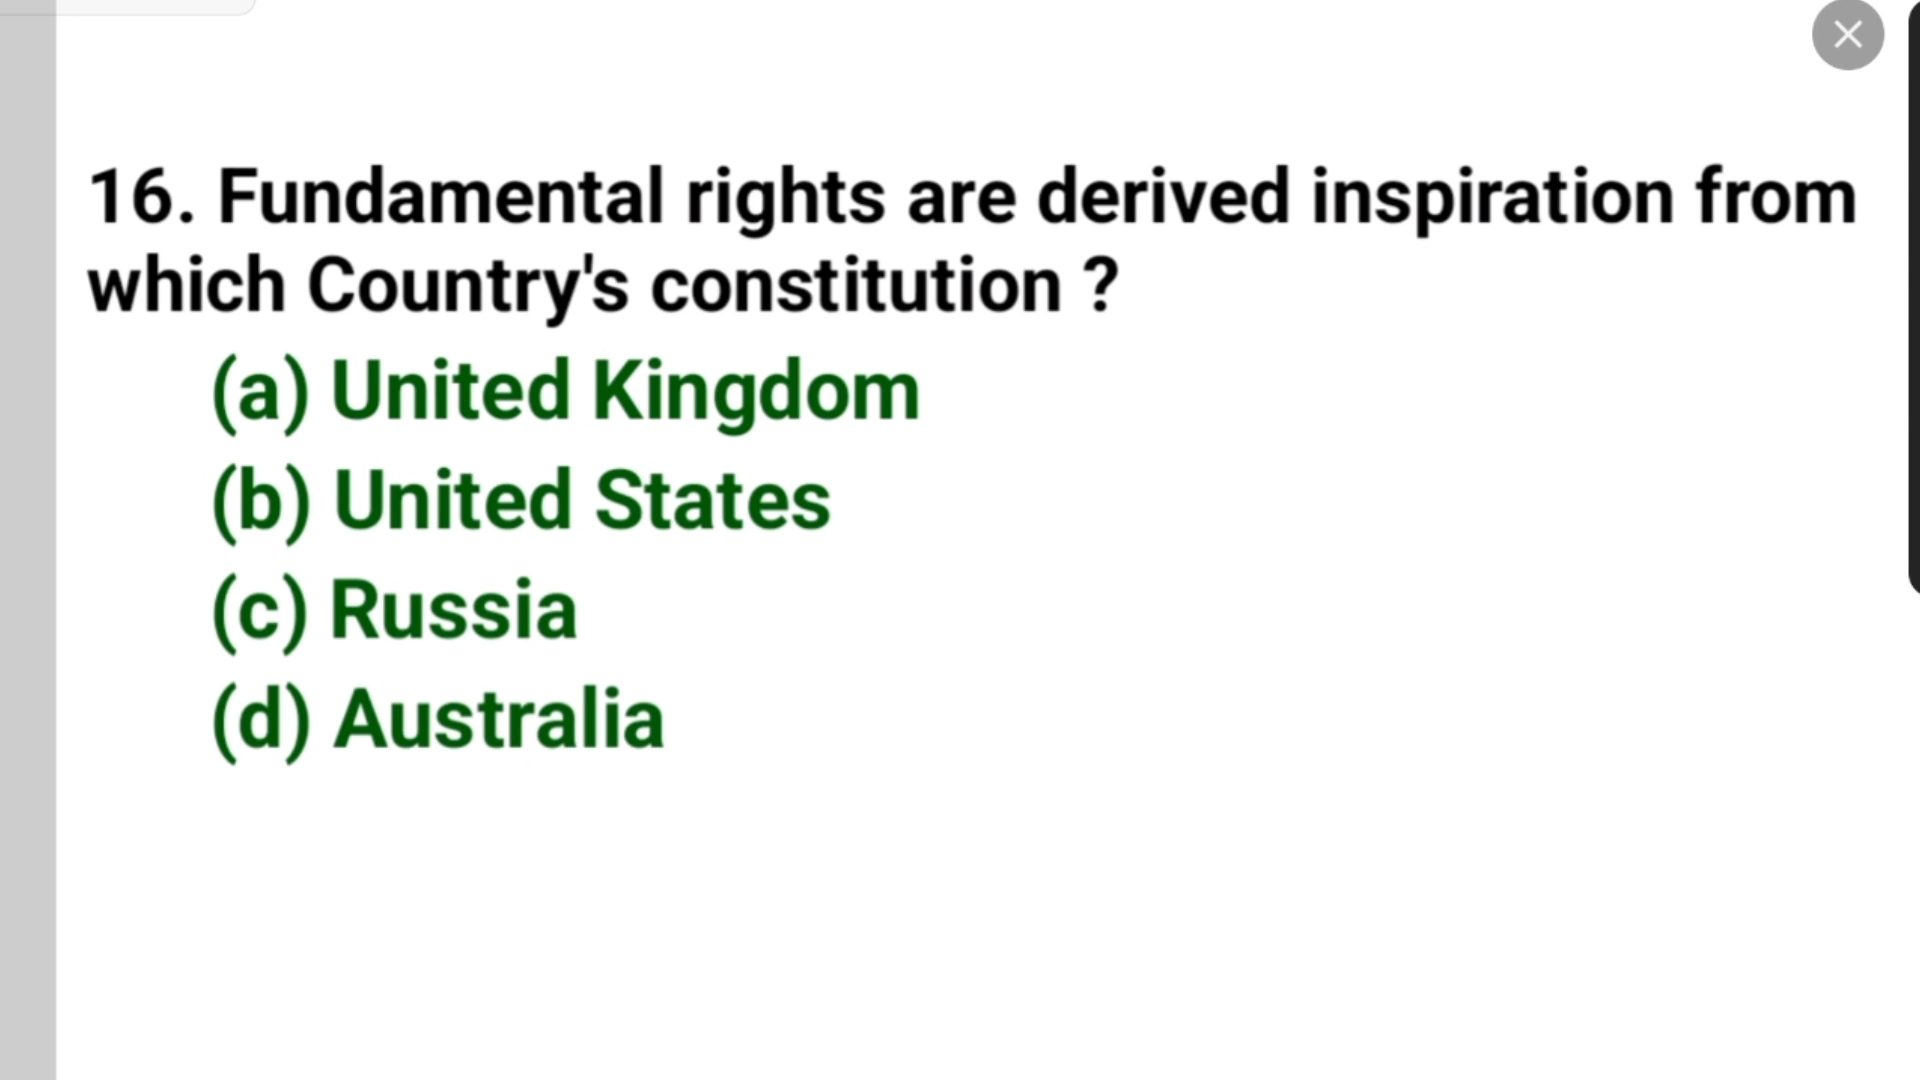 16. Fundamental rights are derived inspiration from
which Country's constitution ?
(a) United Kingdom
(b) United States
(c) Russia
(d) Australia